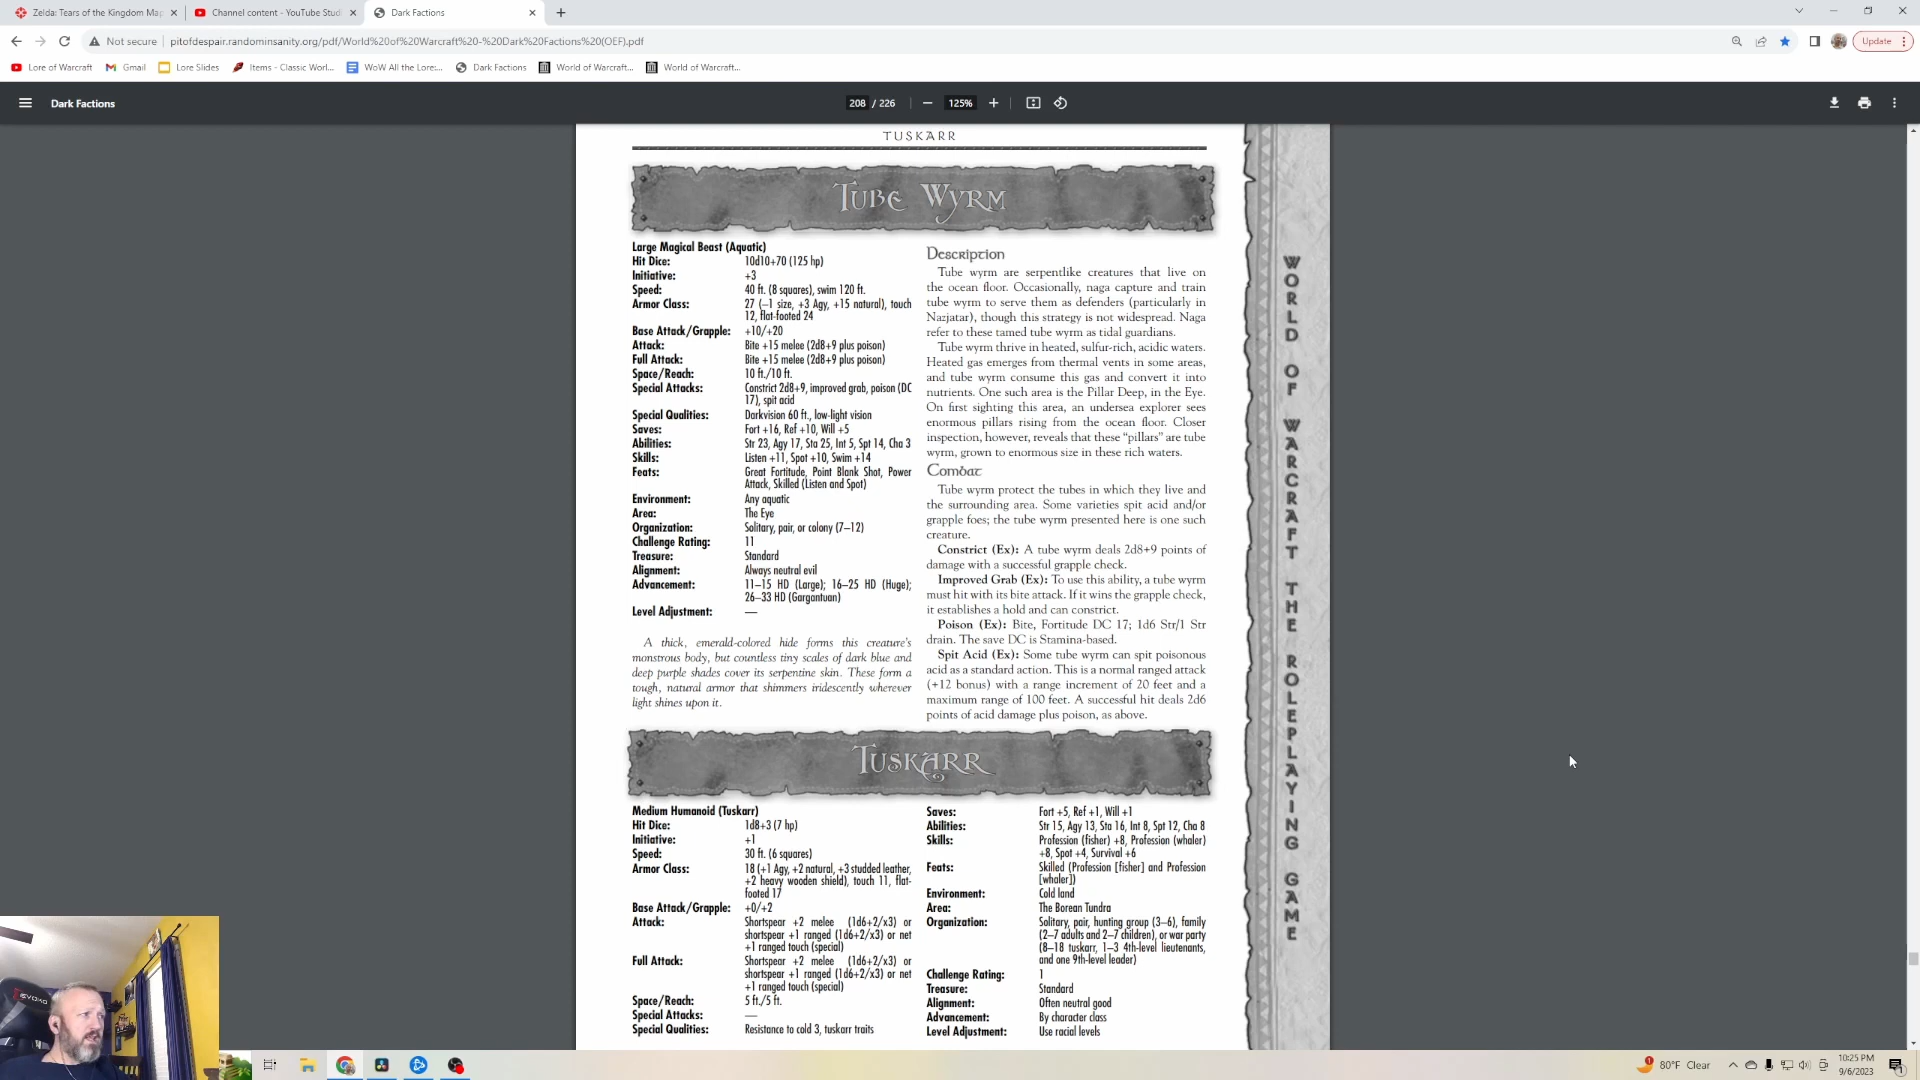 Zelda: Tears of the Kingdom Map
Channel content - YouTube Stud
Dark Factions
Not secure
pitofdespair.randominsanity.org/pdf/World%20of%20Warcraft%20-%20Dark%20Factions%20(OEF).pdf
Update
Lore of Warcraft
Gmail
Lore Slides
Items - Classic Worl...
WoW All the Lore:...
Dark Factions
World of Warcraft...
World of Warcraft...
Dark Factions
208 / 226
125%
TUSKARR
Tube Wyrm
Large Magical Beast (Aquatic)
Hit Dice: 10d10+70 (125 hp)
Initiative: +3
Speed: 40 ft. (8 squares), swim 120 ft.
Armor Class: 27 (–1 size, +3 Agy, +15 natural), touch
12, flat-footed 24
Base Attack/Grapple: +10/+20
Attack: Bite +15 melee (2d8+9 plus poison)
Full Attack: Bite +15 melee (2d8+9 plus poison)
Space/Reach: 10 ft./10 ft.
Special Attacks: Constrict 2d8+9, improved grab, poison (DC
17), spit acid
Special Qualities: Darkvision 60 ft., low-light vision
Saves: Fort +16, Ref +10, Will +5
Abilities: Str 23, Agy 17, Sta 25, Int 5, Spt 14, Cha 3
Skills: Listen +11, Spot +10, Swim +14
Feats: Great Fortitude, Point Blank Shot, Power
Attack, Skilled (Listen and Spot)
Environment: Any aquatic
Area: The Eye
Organization: Solitary, pair, or colony (7–12)
Challenge Rating: 11
Treasure: Standard
Alignment: Always neutral evil
Advancement: 11–15 HD (Large); 16–25 HD (Huge);
26–33 HD (Gargantuan)
Level Adjustment: —
A thick, emerald-colored hide forms this creature's
monstrous body, but countless tiny scales of dark blue and
deep purple shades cover its serpentine skin. These form a
tough, natural armor that shimmers iridescently wherever
light shines upon it.
Description
Tube wyrm are serpentlike creatures that live on
the ocean floor. Occasionally, naga capture and train
tube wyrm to serve them as defenders (particularly in
Nazjatar), though this strategy is not widespread. Naga
refer to these tamed tube wyrm as tidal guardians.
Tube wyrm thrive in heated, sulfur-rich, acidic waters.
Heated gas emerges from thermal vents in some areas,
and tube wyrm consume this gas and convert it into
nutrients. One such area is the Pillar Deep, in the Eye.
On first sighting this area, an undersea explorer sees
enormous pillars rising from the ocean floor. Closer
inspection, however, reveals that these “pillars” are tube
wyrm, grown to enormous size in these rich waters.
Combat
Tube wyrm protect the tubes in which they live and
the surrounding area. Some varieties spit acid and/or
grapple foes; the tube wyrm presented here is one such
creature.
Constrict (Ex): A tube wyrm deals 2d8+9 points of
damage with a successful grapple check.
Improved Grab (Ex): To use this ability, a tube wyrm
must hit with its bite attack. If it wins the grapple check,
it establishes a hold and can constrict.
Poison (Ex): Bite, Fortitude DC 17; 1d6 Str/1 Str
drain. The save DC is Stamina-based.
Spit Acid (Ex): Some tube wyrm can spit poisonous
acid as a standard action. This is a normal ranged attack
(+12 bonus) with a range increment of 20 feet and a
maximum range of 100 feet. A successful hit deals 2d6
points of acid damage plus poison, as above.
Tuskarr
Medium Humanoid (Tuskarr)
Hit Dice: 1d8+3 (7 hp)
Initiative: +1
Speed: 30 ft. (6 squares)
Armor Class: 18 (+1 Agy, +2 natural, +3 studded leather,
+2 heavy wooden shield), touch 11, flat-
footed 17
Base Attack/Grapple: +0/+2
Attack: Shortspear +2 melee (1d6+2/x3) or
shortspear +1 ranged (1d6+2/x3) or net
+1 ranged touch (special)
Full Attack: Shortspear +2 melee (1d6+2/x3) or
shortspear +1 ranged (1d6+2/x3) or net
+1 ranged touch (special)
Space/Reach: 5 ft./5 ft.
Special Attacks: —
Special Qualities: Resistance to cold 3, tuskarr traits
Saves: Fort +5, Ref +1, Will +1
Abilities: Str 15, Agy 13, Sta 16, Int 8, Spt 12, Cha 8
Skills: Profession (fisher) +8, Profession (whaler)
+8, Spot +4, Survival +6
Feats: Skilled (Profession [fisher] and Profession
[whaler])
Environment: Cold land
Area: The Borean Tundra
Organization: Solitary, pair, hunting group (3–6), family
(2–7 adults and 2–7 children), or war party
(8–18 tuskarr, 1–3 4th-level lieutenants,
and one 9th-level leader)
Challenge Rating: 1
Treasure: Standard
Alignment: Often neutral good
Advancement: By character class
Level Adjustment: Use racial levels
WORLD OF WARCRAFT THE ROLEPLAYING GAME
80°F Clear
10:25 PM
9/6/2023